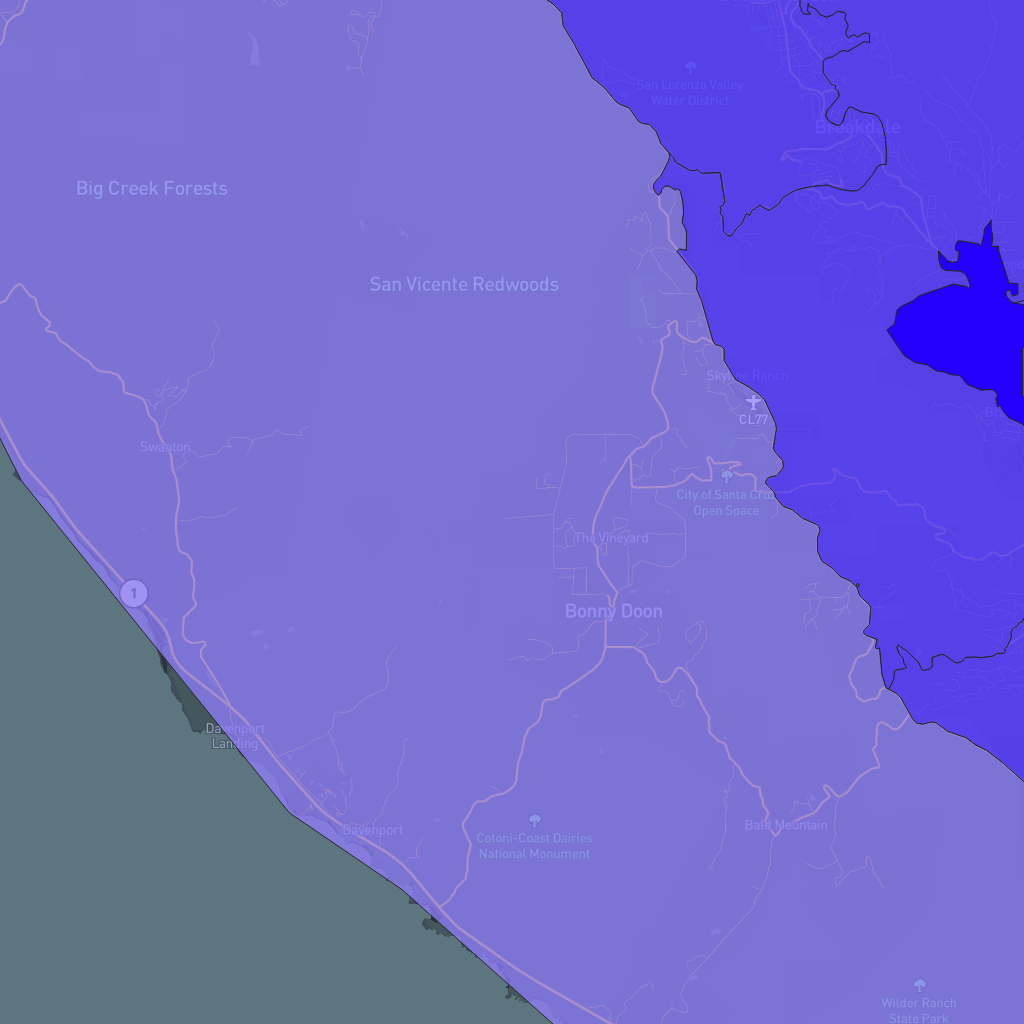 San Lorenzo Valley
Water District
Brookdale
Big Creek Forests
San Vicente Redwoods
Skyline Ranch
CL77
Swanton
City of Santa Cruz
Open Space
The Vineyard
1
Bonny Doon
Davenport
Landing
Davenport
Bald Mountain
Cotoni-Coast Dairies
National Monument
Wilder Ranch
State Park